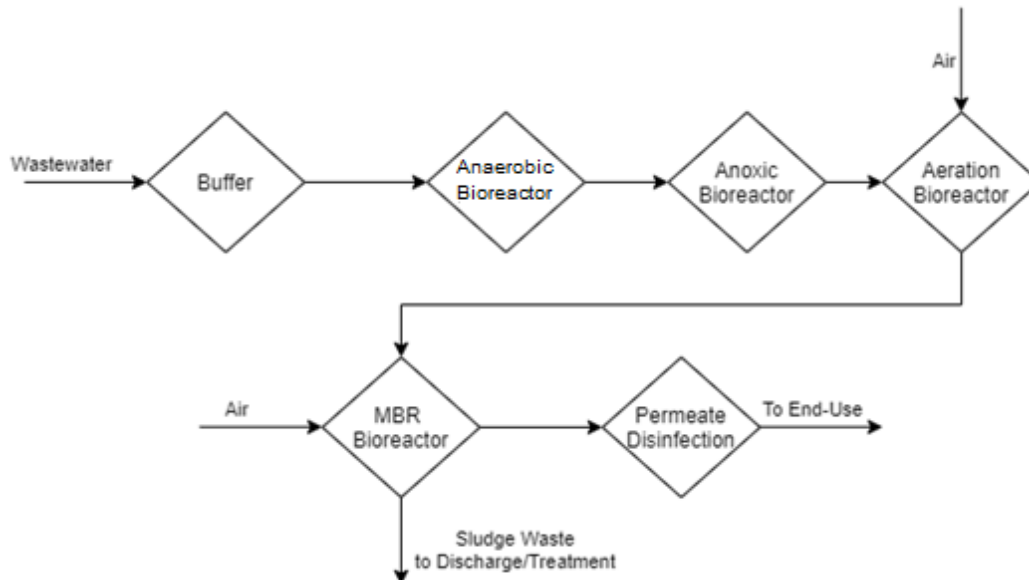 Air
Wastewater
Buffer
Anaerobic
Bioreactor
Anoxic
Bioreactor
Aeration
Bioreactor
Air
MBR
Bioreactor
Permeate
Disinfection
To End-Use
Sludge Waste
to Discharge/Treatment